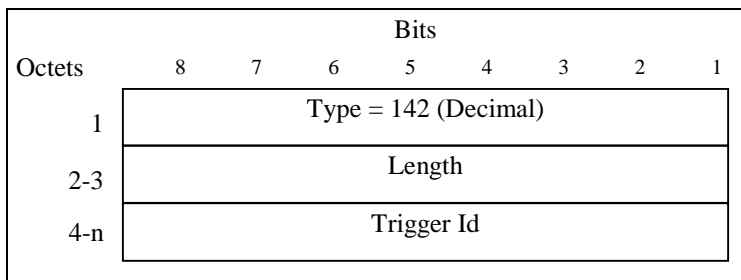 Bits
Octets 8 7 6 5 4 3 2 1
1 Type = 142 (Decimal)
2-3 Length
4-n Trigger Id